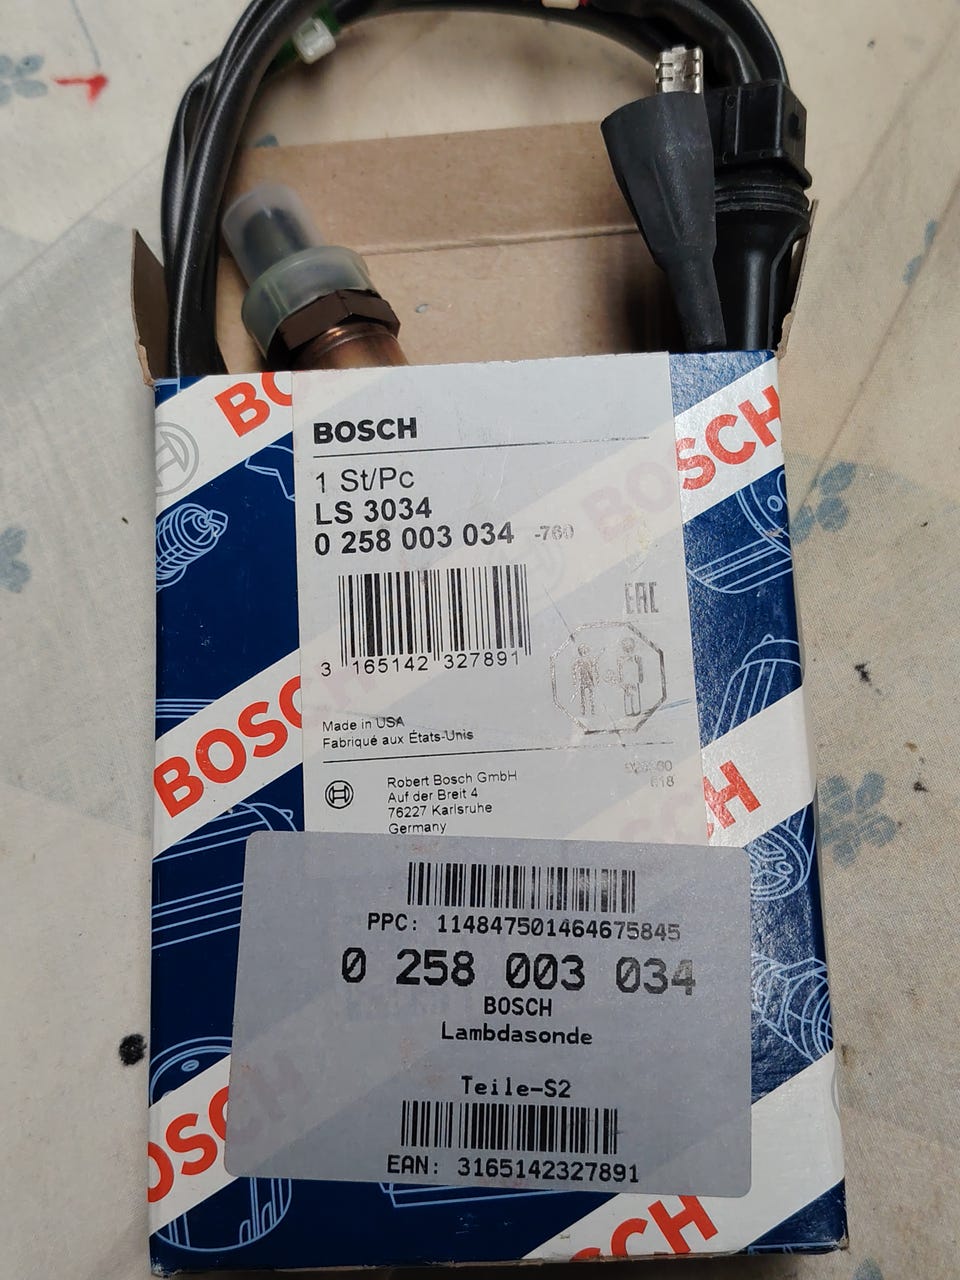 BOSCH
1 St/Pc
LS 3034
0 258 003 034 -760
BOSCH
EAC
3 165142 327891
Made in USA
Fabriqué aux États-Unis
BOSCH
Robert Bosch GmbH
Auf der Breit 4
76227 Karlsruhe
Germany
PPC: 114847501464675845
0 258 003 034
BOSCH
Lambdasonde
Teile-S2
EAN: 3165142327891